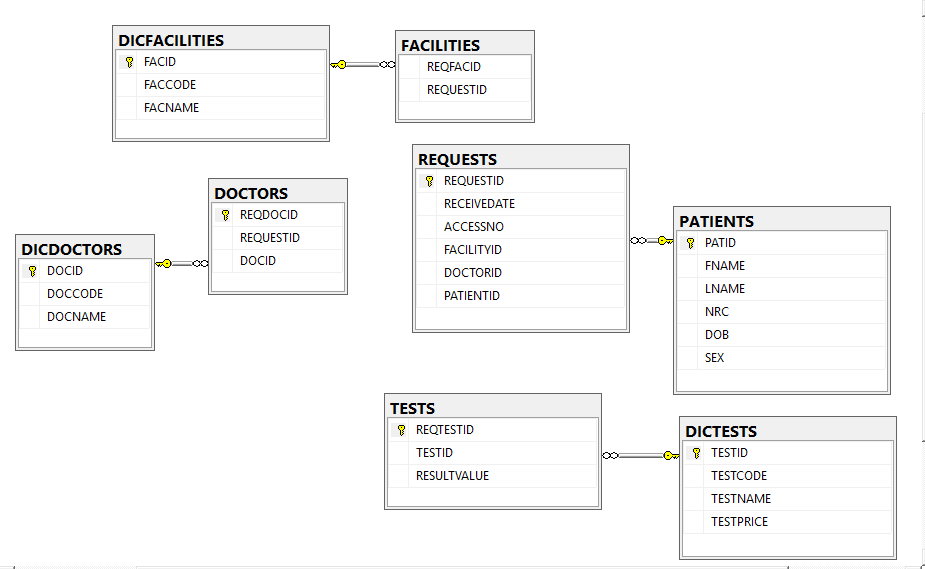 DICFACILITIES
FACID
FACCODE
FACNAME
FACILITIES
REQFACID
REQUESTID
DICDOCTORS
DOCID
DOCCODE
DOCNAME
DOCTORS
REQDOCID
REQUESTID
DOCID
REQUESTS
REQUESTID
RECEIVEDATE
ACCESSNO
FACILITYID
DOCTORID
PATIENTID
PATIENTS
PATID
FNAME
LNAME
NRC
DOB
SEX
TESTS
REQTESTID
TESTID
RESULTVALUE
DICTESTS
TESTID
TESTCODE
TESTNAME
TESTPRICE